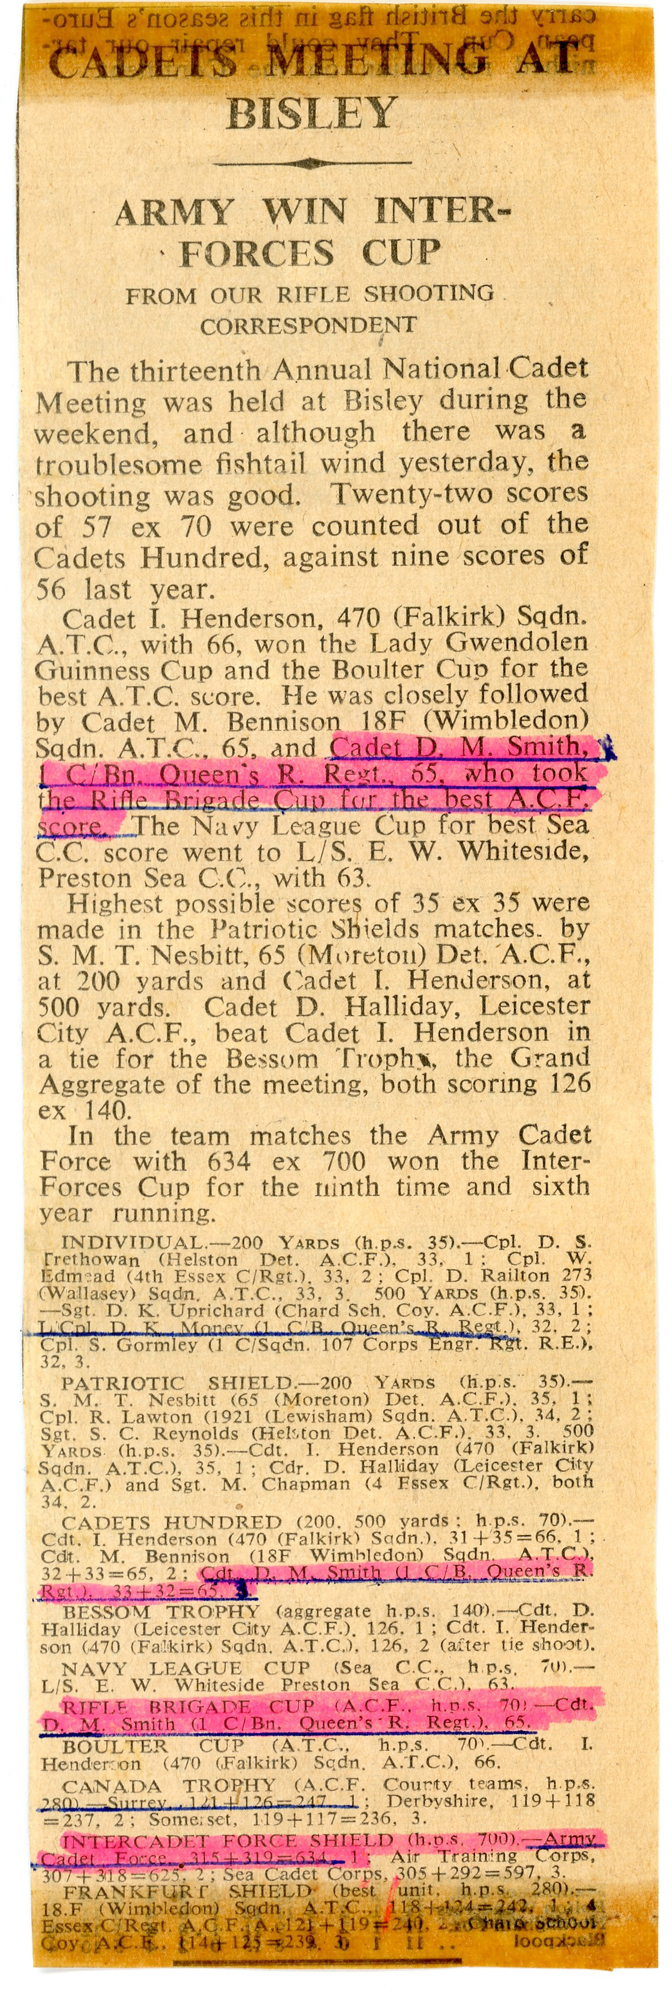 CADETS MEETING AT
BISLEY
ARMY WIN INTER-
FORCES CUP
FROM OUR RIFLE SHOOTING
CORRESPONDENT
The thirteenth Annual National Cadet
Meeting was held at Bisley during the
weekend, and although there was a
troublesome fishtail wind yesterday, the
shooting was good. Twenty-two scores
of 57 ex 70 were counted out of the
Cadets Hundred, against nine scores of
56 last year.
Cadet I. Henderson, 470 (Falkirk) Sqdn.
A.T.C., with 66, won the Lady Gwendolen
Guinness Cup and the Boulter Cup for the
best A.T.C. score. He was closely followed
by Cadet M. Bennison 18F (Wimbledon)
Sqdn. A.T.C., 65, and Cadet D. M. Smith,
1 C/Bn. Queen's R. Regt., 65, who took
the Rifle Brigade Cup for the best A.C.F.
score. The Navy League Cup for best Sea
C.C. score went to L/S. E. W. Whiteside,
Preston Sea C.C., with 63.
Highest possible scores of 35 ex 35 were
made in the Patriotic Shields matches. by
S. M. T. Nesbitt, 65 (Moreton) Det. A.C.F.,
at 200 yards and Cadet I. Henderson, at
500 yards. Cadet D. Halliday, Leicester
City A.C.F., beat Cadet I. Henderson in
a tie for the Bessom Trophy, the Grand
Aggregate of the meeting, both scoring 126
ex 140.
In the team matches the Army Cadet
Force with 634 ex 700 won the Inter-
Forces Cup for the ninth time and sixth
year running.
INDIVIDUAL.—200 YARDS (h.p.s. 35).—Cpl. D. S.
Trethowan (Helston Det. A.C.F.), 33, 1; Cpl. W.
Edmead (4th Essex C/Rgt.), 33, 2; Cpl. D. Railton 273
(Wallasey) Sqdn. A.T.C., 33, 3. 500 YARDS (h.p.s. 35).
—Sgt. D. K. Uprichard (Chard Sch. Coy. A.C.F.), 33, 1;
L/Cpl. D. K. Money (1 C/B. Queen's R. Regt.), 32, 2;
Cpl. S. Gormley (1 C/Sqdn. 107 Corps Engr. Rgt. R.E.),
32, 3.
PATRIOTIC SHIELD.—200 YARDS (h.p.s. 35).—
S. M. T. Nesbitt (65 (Moreton) Det. A.C.F.), 35, 1;
Cpl. R. Lawton (1921 (Lewisham) Sqdn. A.T.C.), 34, 2;
Sgt. S. C. Reynolds (Helston Det. A.C.F.), 33, 3. 500
YARDS (h.p.s. 35).—Cdt. I. Henderson (470 (Falkirk)
Sqdn. A.T.C.), 35, 1; Cdr. D. Halliday (Leicester City
A.C.F.) and Sgt. M. Chapman (4 Essex C/Rgt.), both
34, 2.
CADETS HUNDRED (200, 500 yards; h.p.s. 70).—
Cdt. I. Henderson (470 (Falkirk) Sqdn.), 31+35=66, 1;
Cdt. M. Bennison (18F Wimbledon) Sqdn. A.T.C.),
32+33=65, 2; Cdt. D. M. Smith (1 C/B. Queen's R.
Rgt.), 33+32=65, 3.
BESSOM TROPHY (aggregate h.p.s. 140).—Cdt. D.
Halliday (Leicester City A.C.F.), 126, 1; Cdt. I. Hender-
son (470 (Falkirk) Sqdn. A.T.C.), 126, 2 (after tie shoot).
NAVY LEAGUE CUP (Sea C.C., h.p.s. 70).—
L/S. E. W. Whiteside Preston Sea C.C.), 63.
RIFLE BRIGADE CUP (A.C.F., h.p.s. 70).—Cdt.
D. M. Smith (1 C/Bn. Queen's R. Regt.), 65.
BOULTER CUP (A.T.C., h.p.s. 70).—Cdt. I.
Henderson (470 (Falkirk) Sqdn. A.T.C.), 66.
CANADA TROPHY (A.C.F. County teams, h.p.s.
280).—Surrey, 121+126=247, 1; Derbyshire, 119+118
=237, 2; Somerset, 119+117=236, 3.
INTERCADET FORCE SHIELD (h.p.s. 700).—Army
Cadet Force, 315+319=634, 1; Air Training Corps,
307+318=625, 2; Sea Cadet Corps, 305+292=597, 3.
FRANKFURT SHIELD (best unit, h.p.s. 280).—
18.F (Wimbledon) Sqdn. A.T.C., 118+124=242, 1; 4
Essex C/Regt. A.C.F.A., 121+119=240, 2; Chard School
Coy. A.C.F., 114+125=239, 3